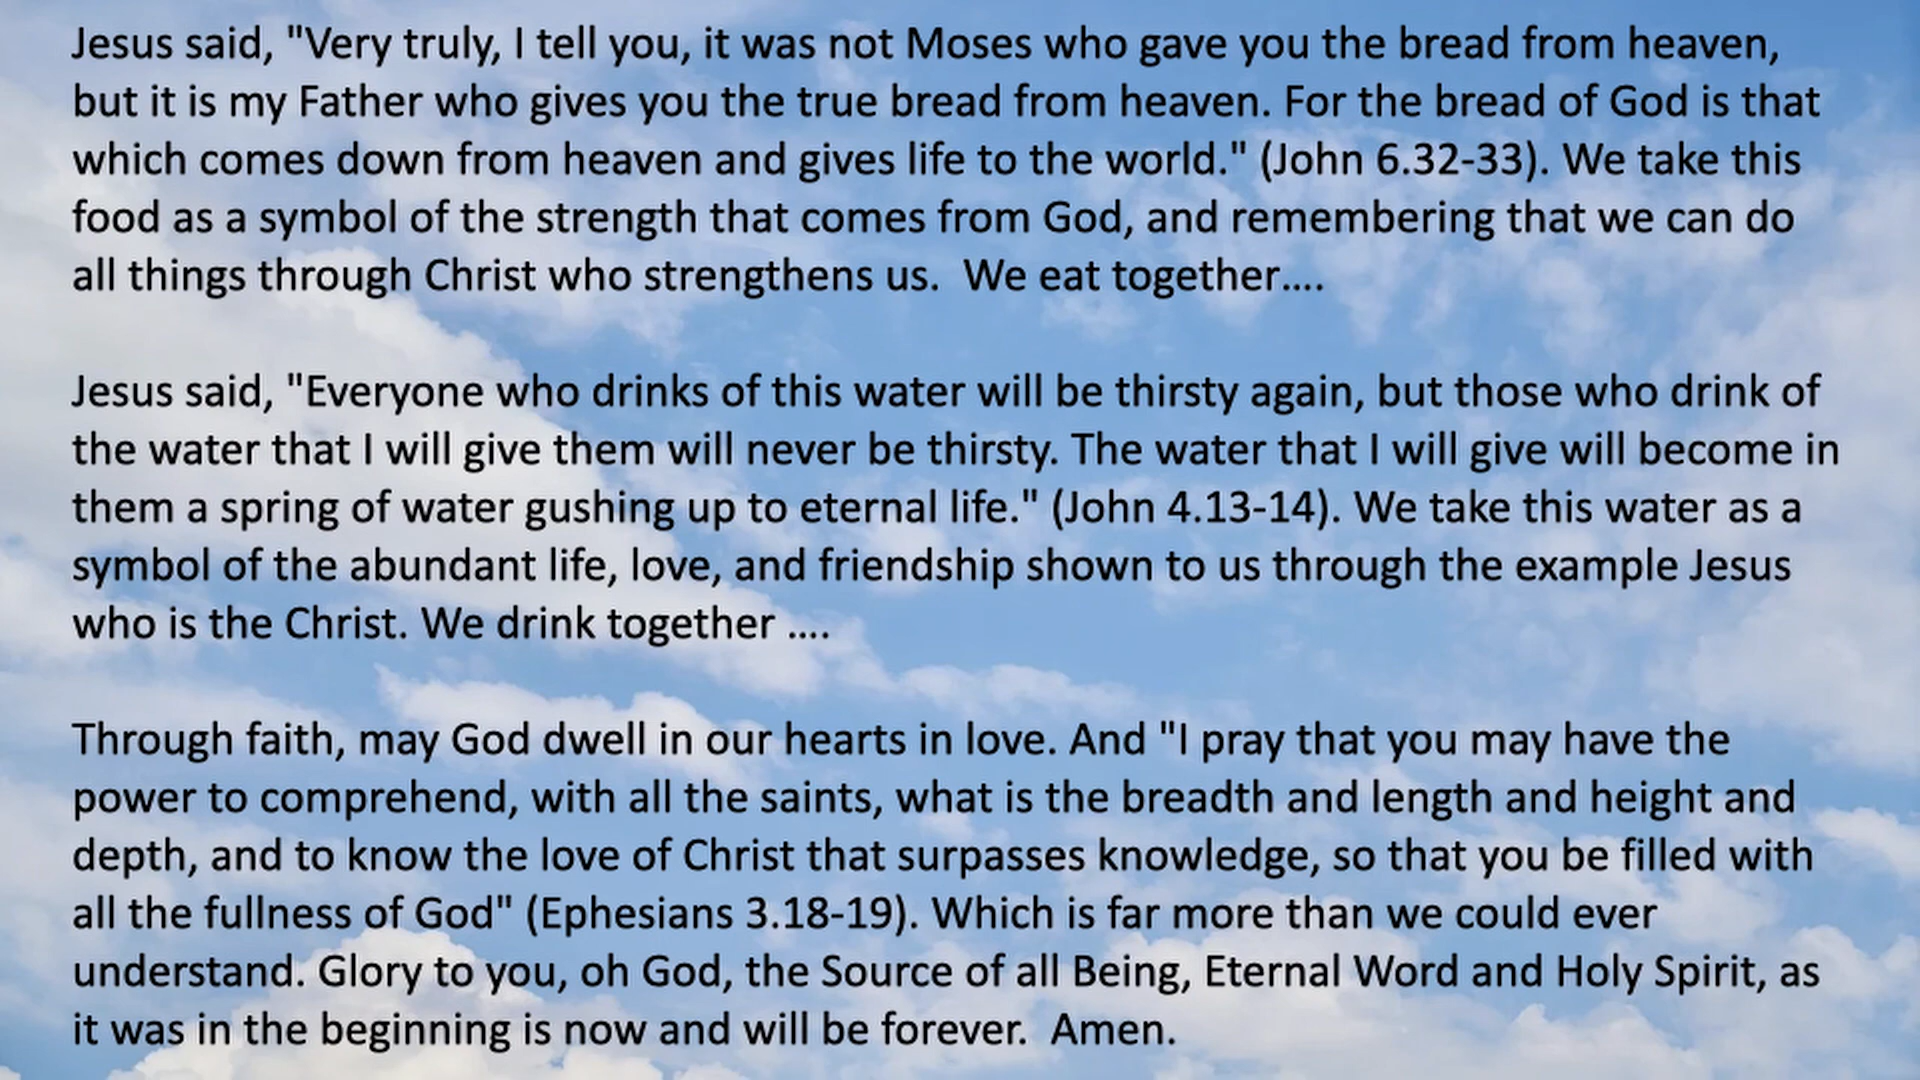 Jesus said, "Very truly, I tell you, it was not Moses who gave you the bread from heaven,
but it is my Father who gives you the true bread from heaven. For the bread of God is that
which comes down from heaven and gives life to the world." (John 6.32-33). We take this
food as a symbol of the strength that comes from God, and remembering that we can do
all things through Christ who strengthens us.  We eat together....
Jesus said, "Everyone who drinks of this water will be thirsty again, but those who drink of
the water that I will give them will never be thirsty. The water that I will give will become in
them a spring of water gushing up to eternal life." (John 4.13-14). We take this water as a
symbol of the abundant life, love, and friendship shown to us through the example Jesus
who is the Christ. We drink together ....
Through faith, may God dwell in our hearts in love. And "I pray that you may have the
power to comprehend, with all the saints, what is the breadth and length and height and
depth, and to know the love of Christ that surpasses knowledge, so that you be filled with
all the fullness of God" (Ephesians 3.18-19). Which is far more than we could ever
understand. Glory to you, oh God, the Source of all Being, Eternal Word and Holy Spirit, as
it was in the beginning is now and will be forever.  Amen.